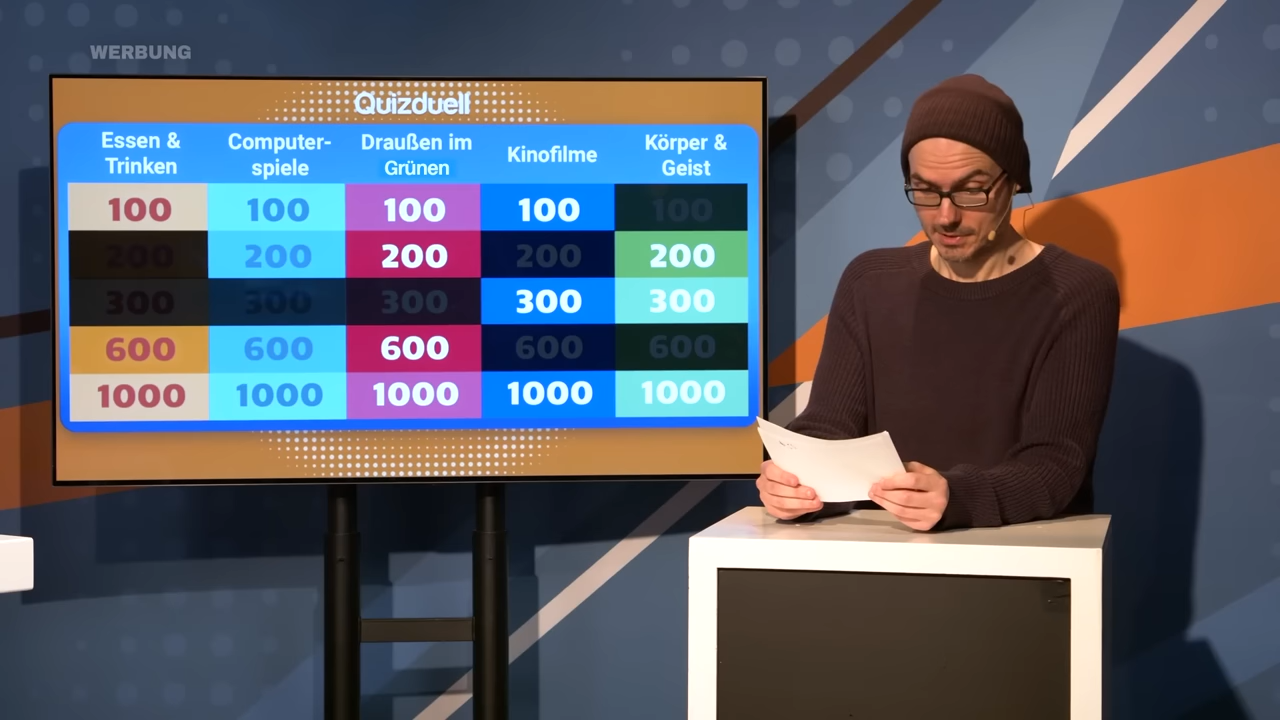 WERBUNG
Quizduell
Essen & Trinken Computer-spiele Draußen im Grünen Kinofilme Körper & Geist
100 100 100 100 100
200 200 200 200 200
300 300 300 300 300
600 600 600 600 600
1000 1000 1000 1000 1000